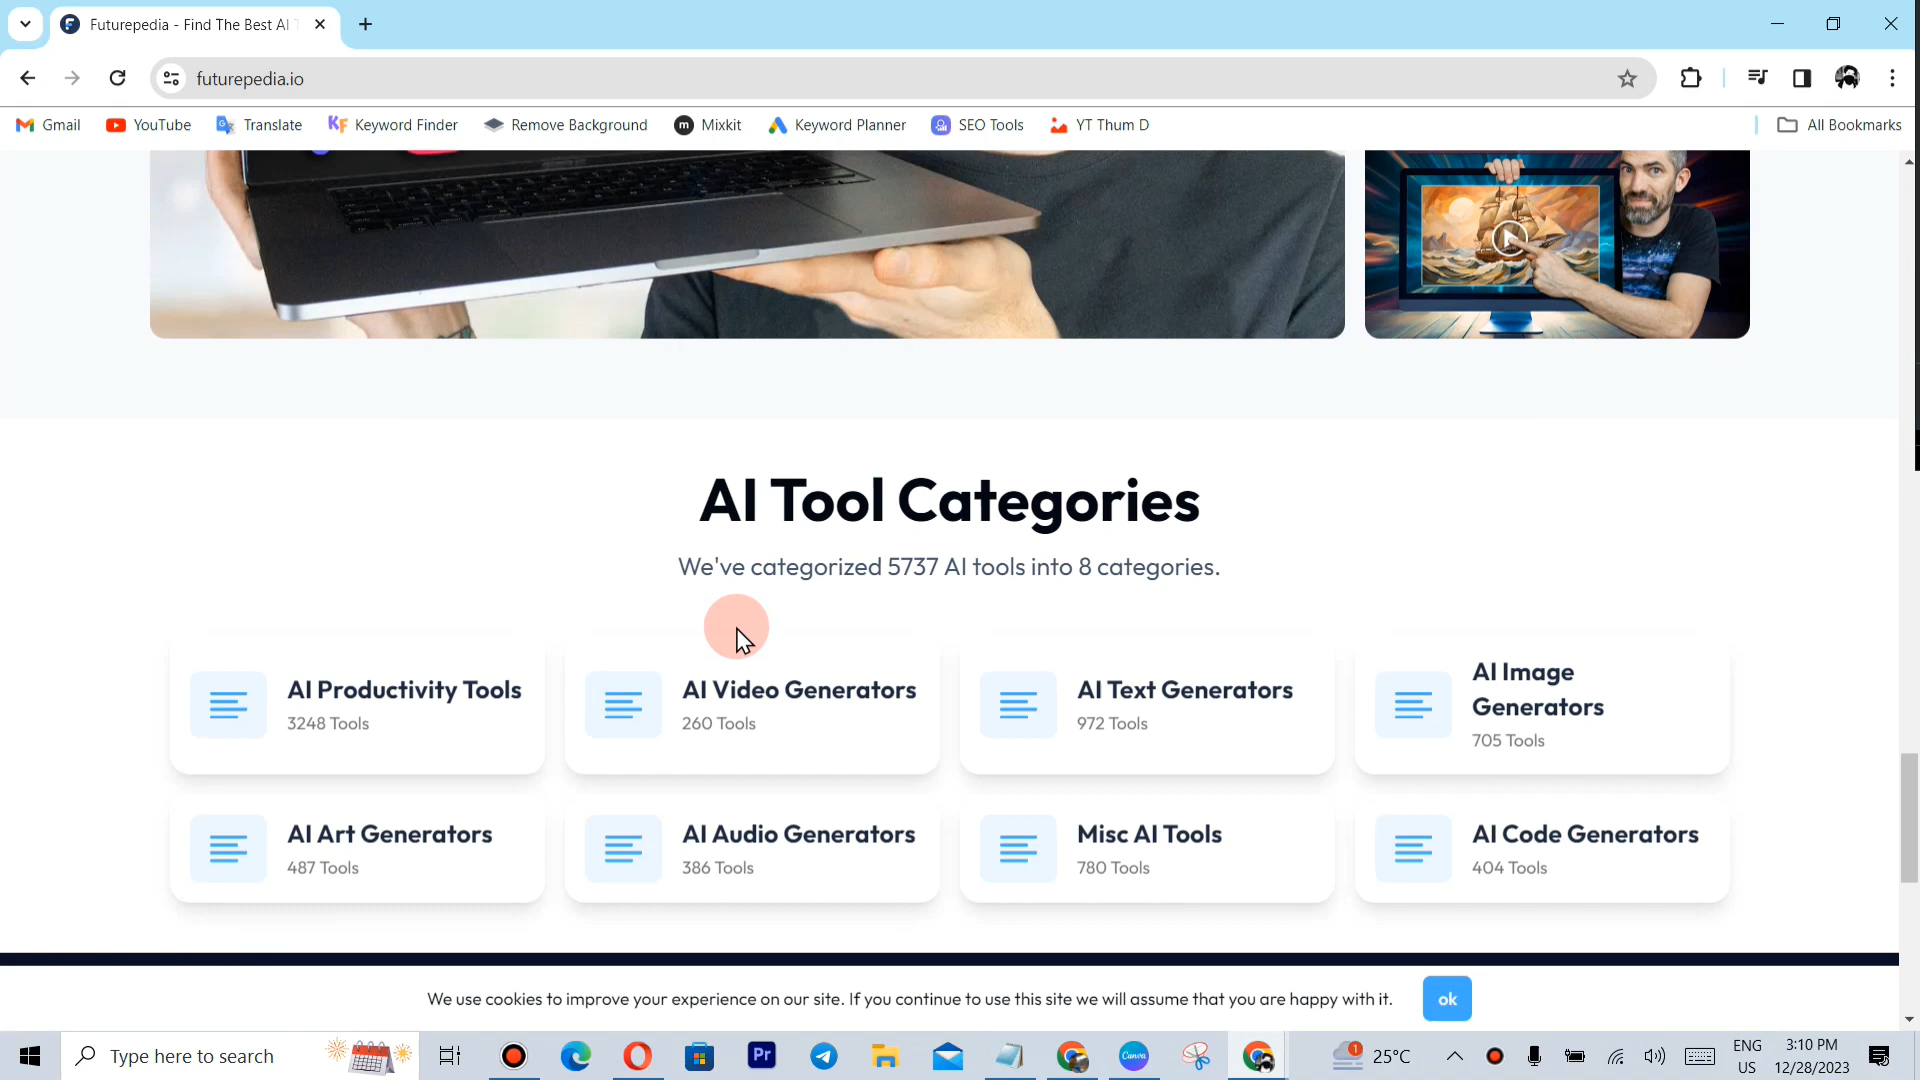 Futurepedia - Find The Best AI
futurepedia.io
Gmail
YouTube
Translate
KF Keyword Finder
Remove Background
m Mixkit
Keyword Planner
SEO Tools
YT Thum D
All Bookmarks
AI Tool Categories
We've categorized 5737 AI tools into 8 categories.
AI Productivity Tools
3248 Tools
AI Video Generators
260 Tools
AI Text Generators
972 Tools
AI Image
Generators
705 Tools
AI Art Generators
487 Tools
AI Audio Generators
386 Tools
Misc AI Tools
780 Tools
AI Code Generators
404 Tools
We use cookies to improve your experience on our site. If you continue to use this site we will assume that you are happy with it.
ok
Type here to search
Pr
Canva
1
25°C
ENG
US
3:10 PM
12/28/2023